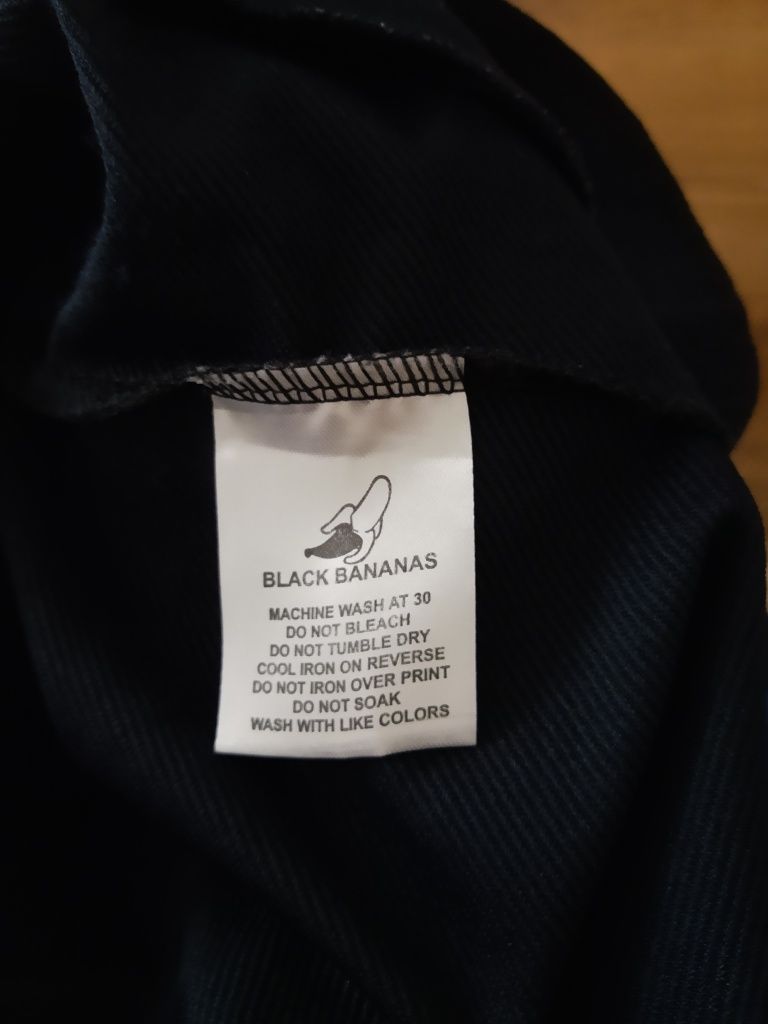 BLACK BANANAS
MACHINE WASH AT 30
DO NOT BLEACH
DO NOT TUMBLE DRY
COOL IRON ON REVERSE
DO NOT IRON OVER PRINT
DO NOT SOAK
WASH WITH LIKE COLORS